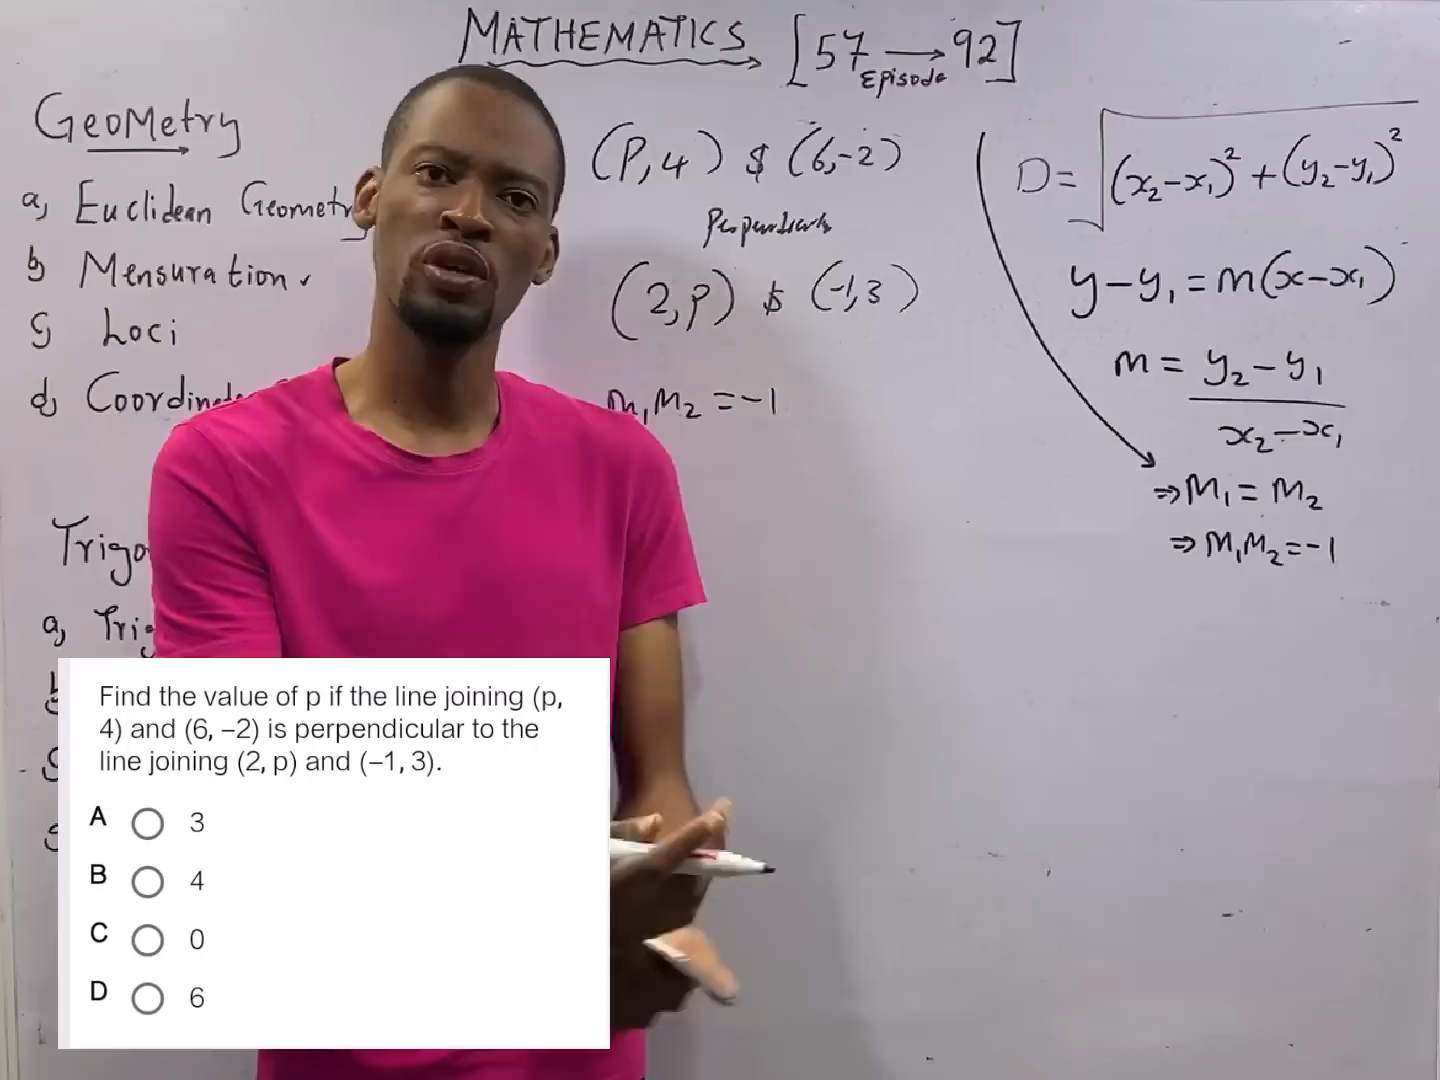 MATHEMATICS [57 → 92]
Episode
Geometry
a) Euclidean Geometry
b) Mensuration
c) Loci
d) Coordinate
Trigo
a) Trig
(P,4) $ (6,-2)
Perpendicular
(2,P) $ (-1,3)
m₁m₂ = -1
D = √(x₂-x₁)² + (y₂-y₁)²
y-y₁ = m(x-x₁)
m = y₂-y₁
x₂-x₁
⇒ M₁ = M₂
⇒ M₁M₂ = -1
Find the value of p if the line joining (p,
4) and (6, –2) is perpendicular to the
line joining (2, p) and (–1, 3).
A 3
B 4
C 0
D 6